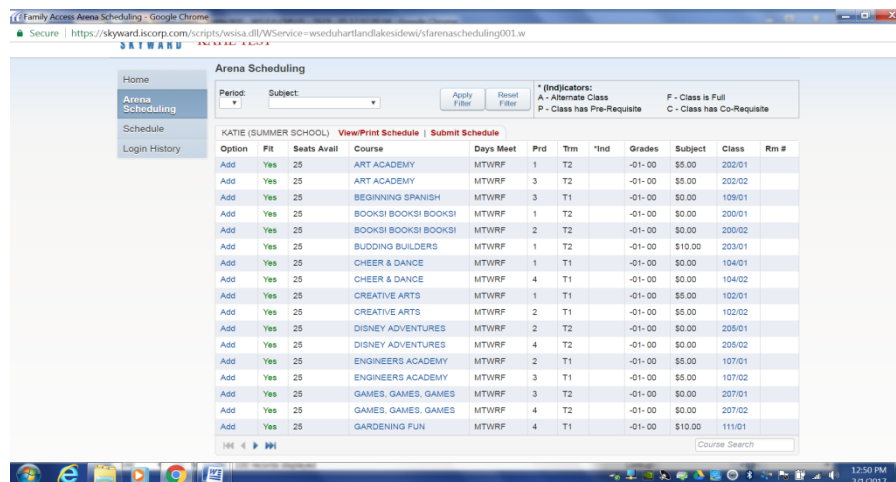 Family Access Arena Scheduling - Google Chrome
Secure | https://skyward.iscorp.com/scripts/wsisa.dll/WService=wseduhartlandlakesidewi/sfarenascheduling001.w
SKYWARD KATIE TEST
Home
Arena Scheduling
Schedule
Login History
Arena Scheduling
Period: Subject: Apply Filter Reset Filter
* (Ind)icators:
A - Alternate Class F - Class is Full
P - Class has Pre-Requisite C - Class has Co-Requisite
KATIE (SUMMER SCHOOL) View/Print Schedule | Submit Schedule
Option Fit Seats Avail Course Days Meet Prd Trm *Ind Grades Subject Class Rm #
Add Yes 25 ART ACADEMY MTWRF 1 T2 -01- 00 $5.00 202/01
Add Yes 25 ART ACADEMY MTWRF 3 T2 -01- 00 $5.00 202/02
Add Yes 25 BEGINNING SPANISH MTWRF 3 T1 -01- 00 $0.00 109/01
Add Yes 25 BOOKS! BOOKS! BOOKS! MTWRF 1 T2 -01- 00 $0.00 200/01
Add Yes 25 BOOKS! BOOKS! BOOKS! MTWRF 2 T2 -01- 00 $0.00 200/02
Add Yes 25 BUDDING BUILDERS MTWRF 1 T2 -01- 00 $10.00 203/01
Add Yes 25 CHEER & DANCE MTWRF 1 T1 -01- 00 $0.00 104/01
Add Yes 25 CHEER & DANCE MTWRF 4 T1 -01- 00 $0.00 104/02
Add Yes 25 CREATIVE ARTS MTWRF 1 T1 -01- 00 $5.00 102/01
Add Yes 25 CREATIVE ARTS MTWRF 2 T1 -01- 00 $5.00 102/02
Add Yes 25 DISNEY ADVENTURES MTWRF 2 T2 -01- 00 $0.00 205/01
Add Yes 25 DISNEY ADVENTURES MTWRF 4 T2 -01- 00 $0.00 205/02
Add Yes 25 ENGINEERS ACADEMY MTWRF 2 T1 -01- 00 $5.00 107/01
Add Yes 25 ENGINEERS ACADEMY MTWRF 3 T1 -01- 00 $5.00 107/02
Add Yes 25 GAMES, GAMES, GAMES MTWRF 3 T2 -01- 00 $0.00 207/01
Add Yes 25 GAMES, GAMES, GAMES MTWRF 4 T2 -01- 00 $0.00 207/02
Add Yes 25 GARDENING FUN MTWRF 4 T1 -01- 00 $10.00 111/01
Course Search
records displayed
12:50 PM
3/1/2017